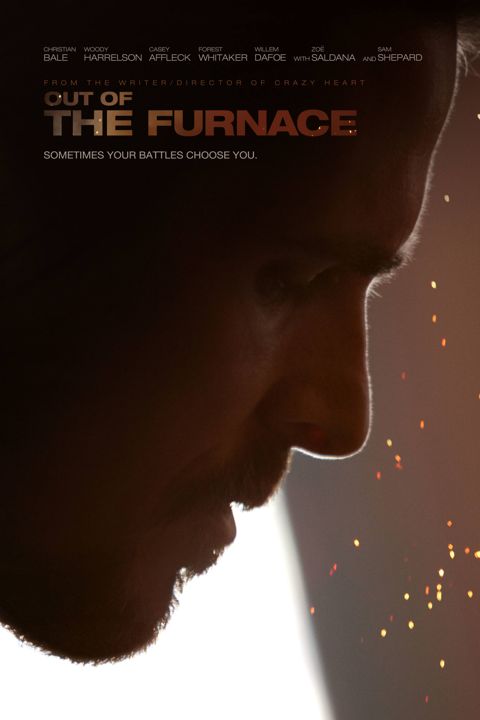 CHRISTIAN BALE WOODY HARRELSON CASEY AFFLECK FOREST WHITAKER WILLEM DAFOE WITH ZOË SALDANA AND SAM SHEPARD
FROM THE WRITER/DIRECTOR OF CRAZY HEART
OUT OF
THE FURNACE
SOMETIMES YOUR BATTLES CHOOSE YOU.